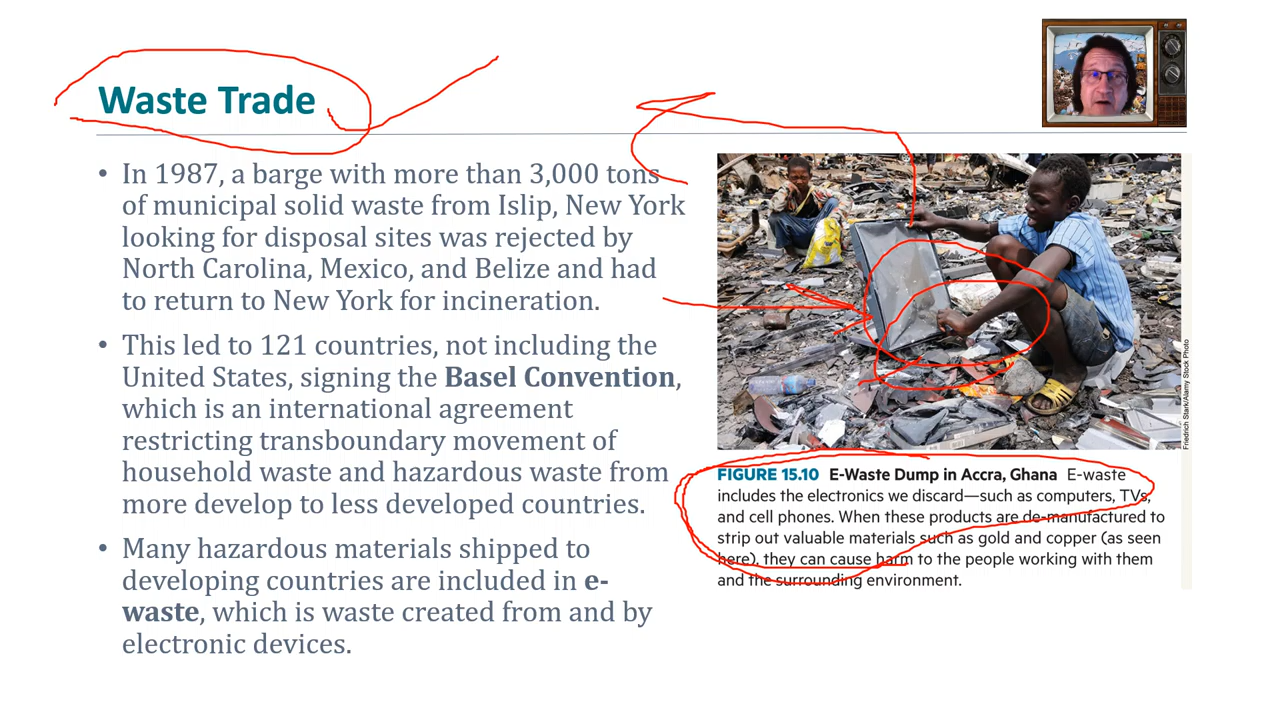 Waste Trade
• In 1987, a barge with more than 3,000 tons
of municipal solid waste from Islip, New York
looking for disposal sites was rejected by
North Carolina, Mexico, and Belize and had
to return to New York for incineration.
• This led to 121 countries, not including the
United States, signing the Basel Convention,
which is an international agreement
restricting transboundary movement of
household waste and hazardous waste from
more develop to less developed countries.
• Many hazardous materials shipped to
developing countries are included in e-
waste, which is waste created from and by
electronic devices.
Friedrich Stark/Alamy Stock Photo
FIGURE 15.10 E-Waste Dump in Accra, Ghana E-waste
includes the electronics we discard—such as computers, TVs,
and cell phones. When these products are de-manufactured to
strip out valuable materials such as gold and copper (as seen
here), they can cause harm to the people working with them
and the surrounding environment.